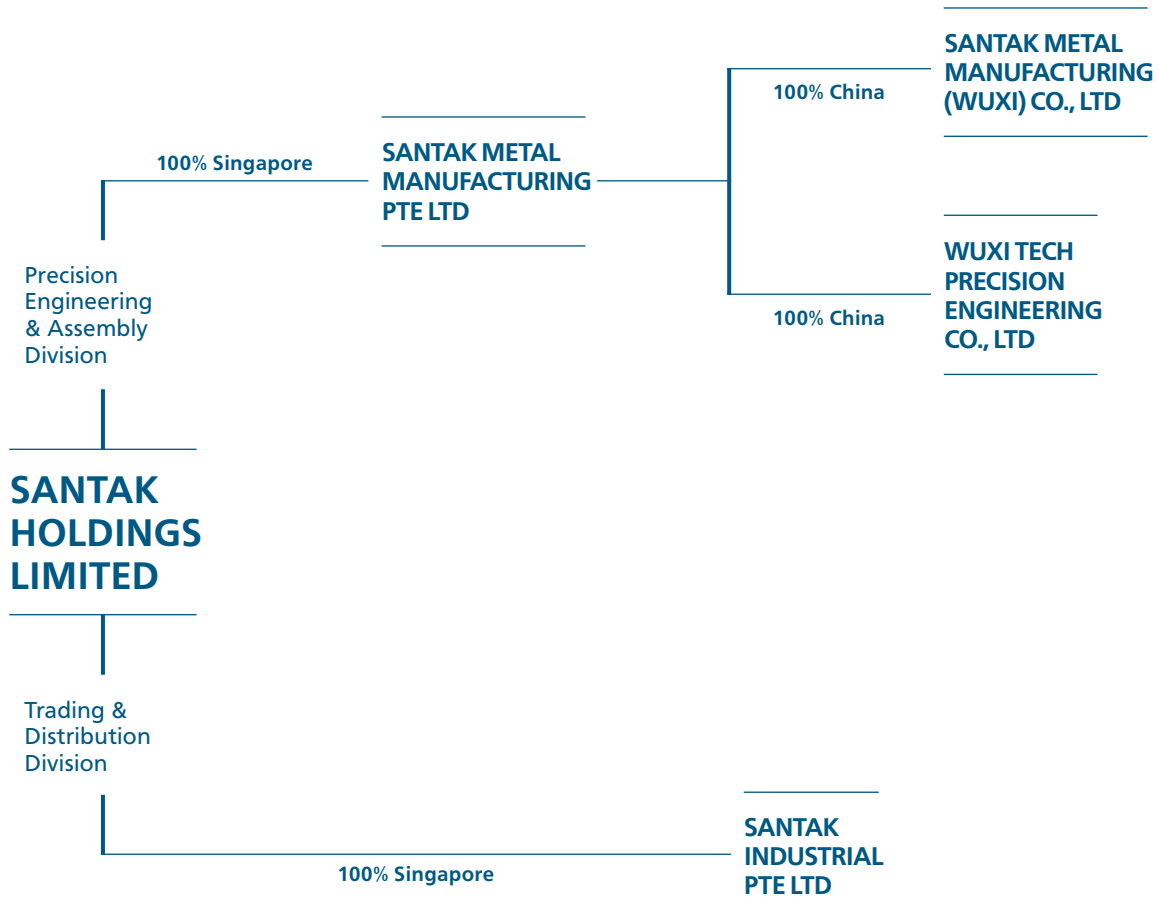 SANTAK METAL
MANUFACTURING
(WUXI) CO., LTD
100% China
100% Singapore
SANTAK METAL
MANUFACTURING
PTE LTD
WUXI TECH
PRECISION
ENGINEERING
CO., LTD
100% China
Precision
Engineering
& Assembly
Division
SANTAK
HOLDINGS
LIMITED
Trading &
Distribution
Division
100% Singapore
SANTAK
INDUSTRIAL
PTE LTD